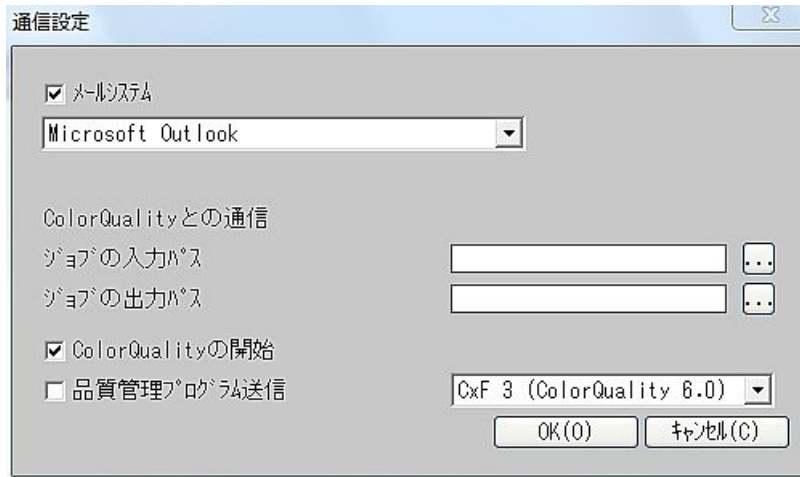 通信設定
ﾒｰﾙｼｽﾃﾑ
Microsoft Outlook
ColorQualityとの通信
ｼﾞｮﾌﾞの入力ﾊﾟｽ
...
ｼﾞｮﾌﾞの出力ﾊﾟｽ
...
ColorQualityの開始
品質管理ﾌﾟﾛｸﾞﾗﾑ送信
CxF 3 (ColorQuality 6.0)
OK(O)
ｷｬﾝｾﾙ(C)